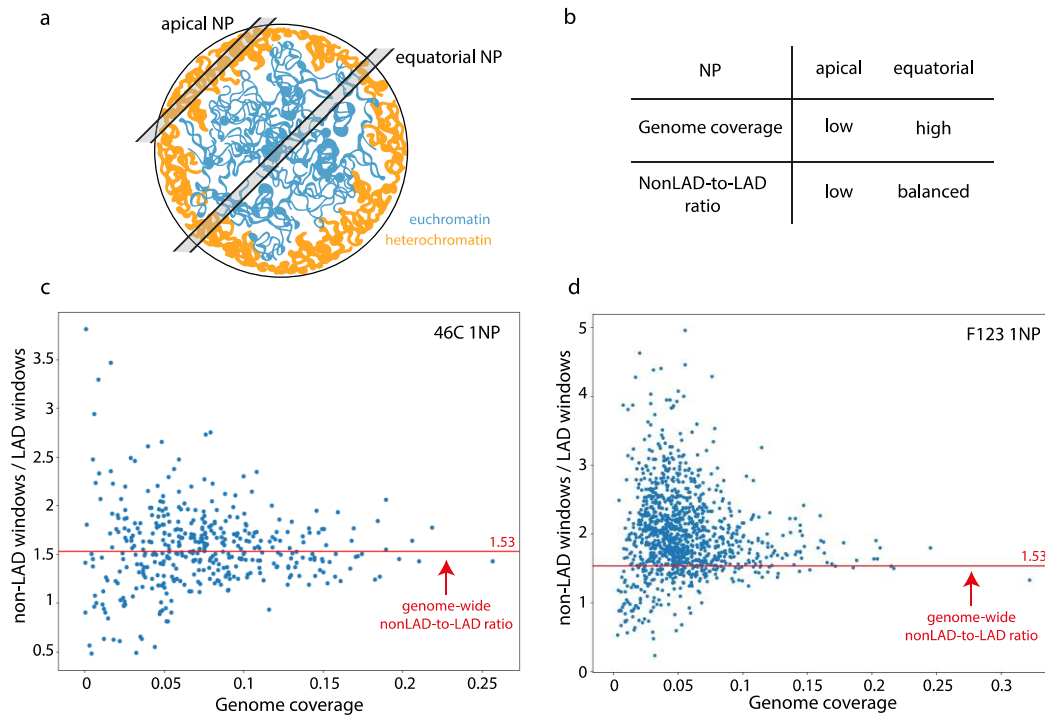 a
apical NP
equatorial NP
euchromatin
heterochromatin
b
NP apical equatorial
Genome coverage low high
NonLAD-to-LAD
ratio
low balanced
c
46C 1NP
non-LAD windows / LAD windows
3.5
3
2.5
2
1.5
1
0.5
1.53
genome-wide
nonLAD-to-LAD ratio
0 0.05 0.1 0.15 0.2 0.25
Genome coverage
d
F123 1NP
non-LAD windows / LAD windows
5
4
3
2
1
0
1.53
genome-wide
nonLAD-to-LAD ratio
0 0.05 0.1 0.15 0.2 0.25 0.3
Genome coverage